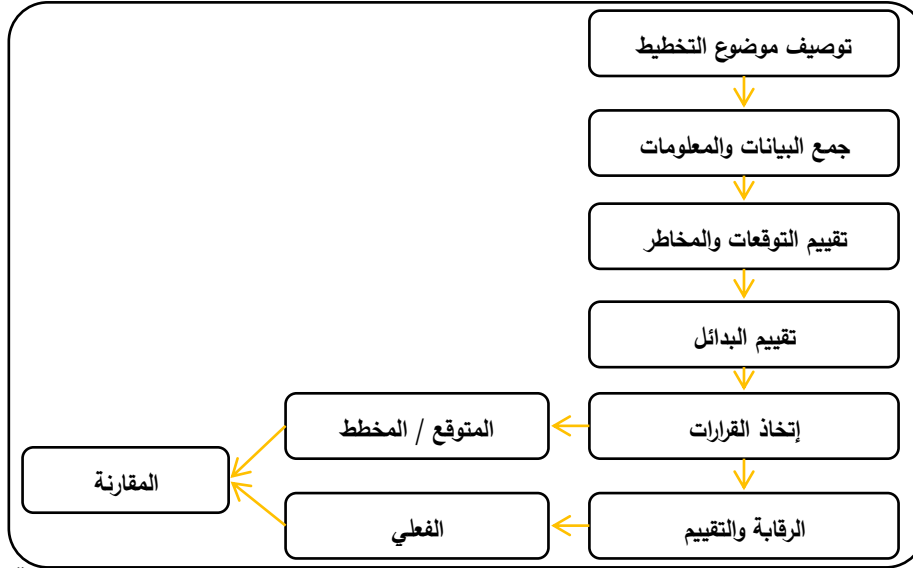 توصيف موضوع التخطيط
جمع البيانات والمعلومات
تقييم التوقعات والمخاطر
تقييم البدائل
إتخاذ القرارات
المتوقع / المخطط
المقارنة
الرقابة والتقييم
الفعلي